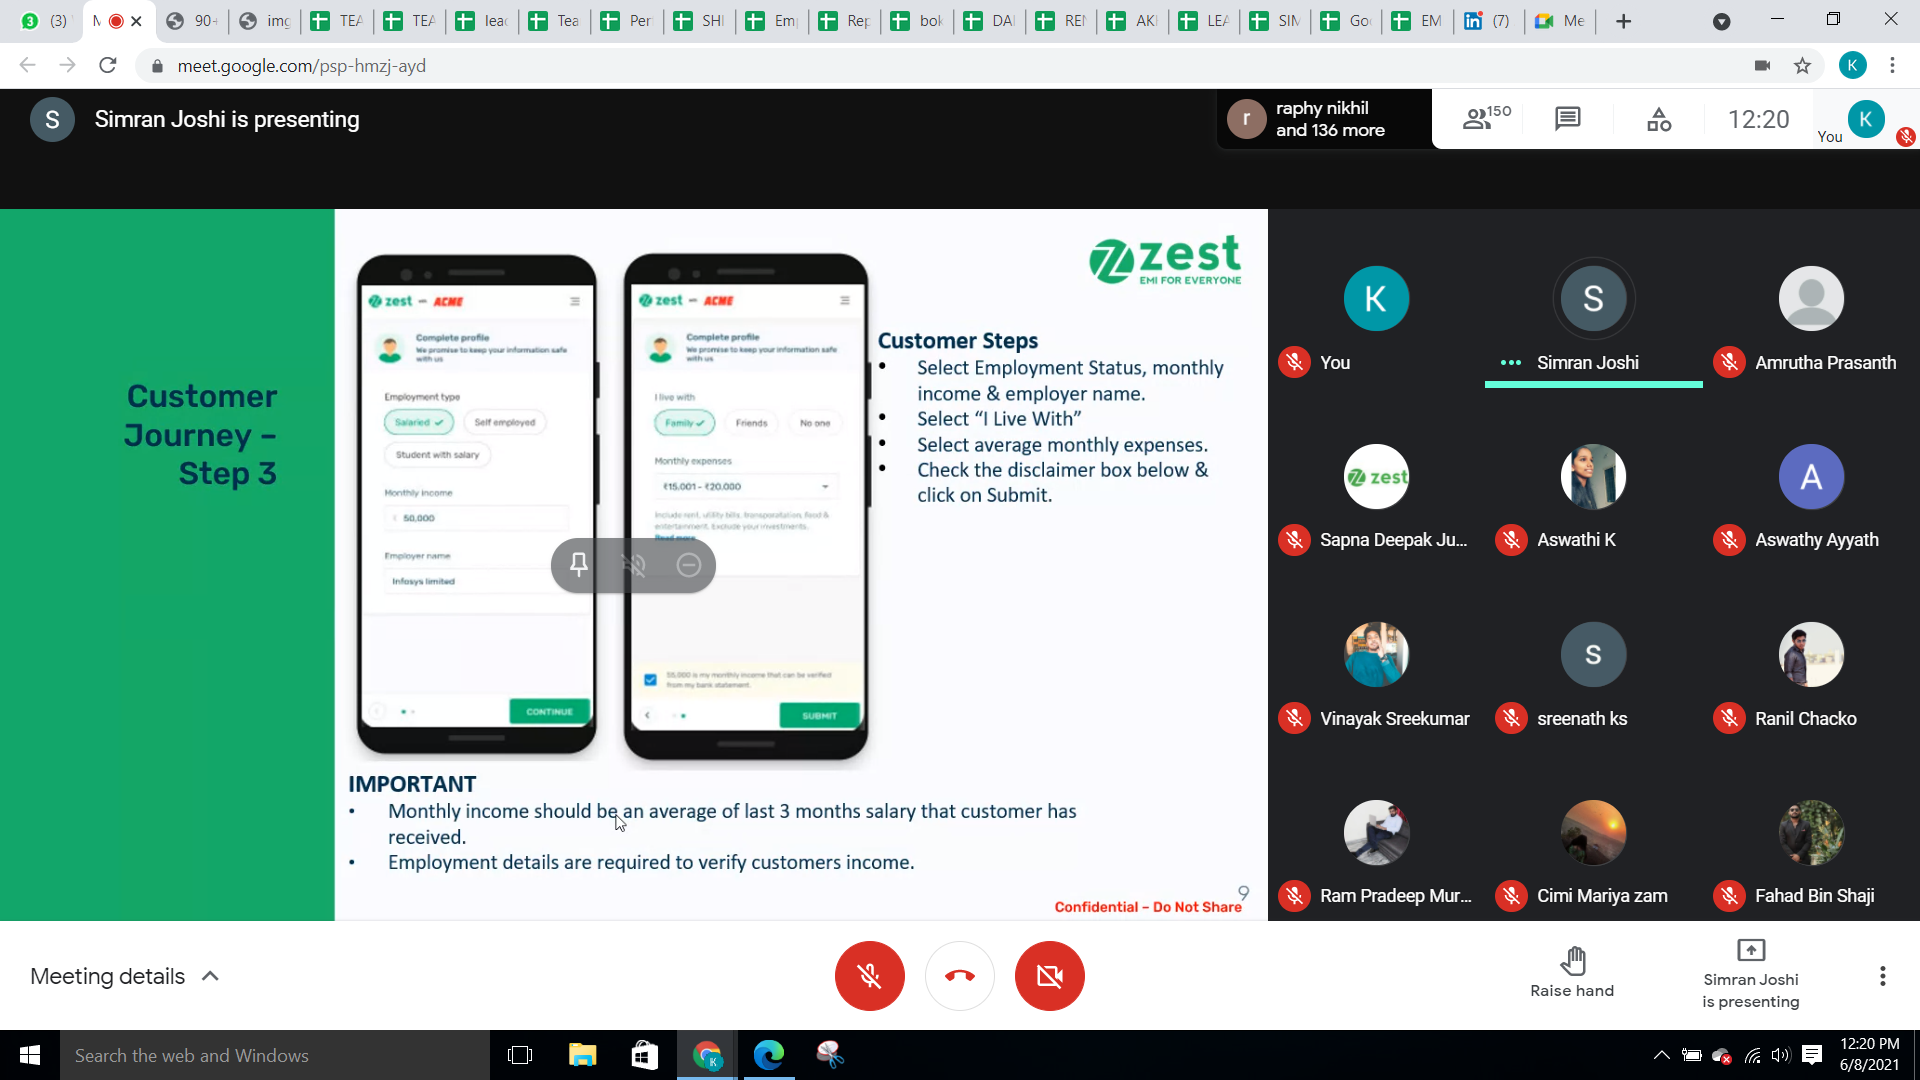 (3)
M
90+
img
TEA
TEA
lead
Tea
Per
SHI
Emp
Rep
bok
DAI
REN
AKI
LEA
SIM
Goo
EM
(7)
Me
meet.google.com/psp-hmzj-ayd
K
S
Simran Joshi is presenting
r
raphy nikhil
and 136 more
150
12:20
You
K
Customer
Journey –
Step 3
zest
EMI FOR EVERYONE
zest – ACME
Complete profile
We promise to keep your information safe
with us
Employment type
Salaried
Self employed
Student with salary
Monthly income
₹ 50,000
Employer name
Infosys limited
CONTINUE
zest – ACME
Complete profile
We promise to keep your information safe
with us
I live with
Family
Friends
No one
Monthly expenses
₹15,001 - ₹20,000
Include rent, utility bills, transporatation, food &
entertainment. Exclude your investments.
Read more
55,000 is my monthly income that can be verified
from my bank statement.
SUBMIT
Customer Steps
• Select Employment Status, monthly
income & employer name.
• Select “I Live With”
• Select average monthly expenses.
• Check the disclaimer box below &
click on Submit.
IMPORTANT
• Monthly income should be an average of last 3 months salary that customer has
received.
• Employment details are required to verify customers income.
9
Confidential – Do Not Share
K
You
S
Simran Joshi
Amrutha Prasanth
zest
Sapna Deepak Ju...
Aswathi K
A
Aswathy Ayyath
Vinayak Sreekumar
s
sreenath ks
Ranil Chacko
Ram Pradeep Mur...
Cimi Mariya zam
Fahad Bin Shaji
Meeting details
Raise hand
Simran Joshi
is presenting
Search the web and Windows
12:20 PM
6/8/2021